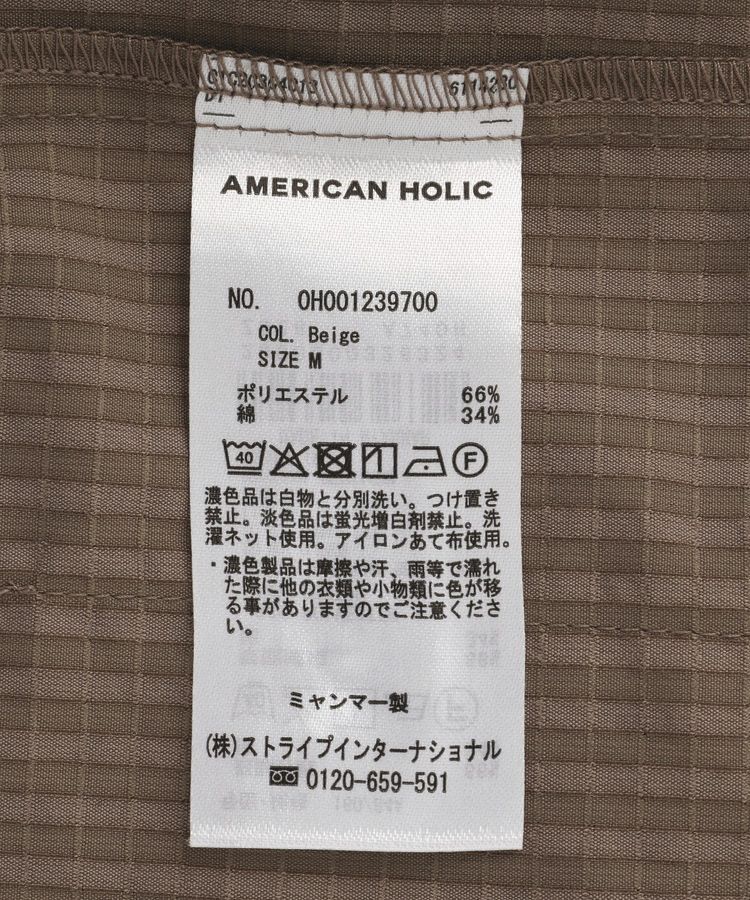 6114230
DT
AMERICAN HOLIC
NO. OH001239700
COL. Beige
SIZE M
ポリエステル 66%
綿 34%
40 F
濃色品は白物と分別洗い。つけ置き
禁止。淡色品は蛍光増白剤禁止。洗
濯ネット使用。アイロンあて布使用。
・濃色製品は摩擦や汗、雨等で濡れ
た際に他の衣類や小物類に色が移
る事がありますのでご注意くださ
い。
ミャンマー製
(株)ストライプインターナショナル
0120-659-591